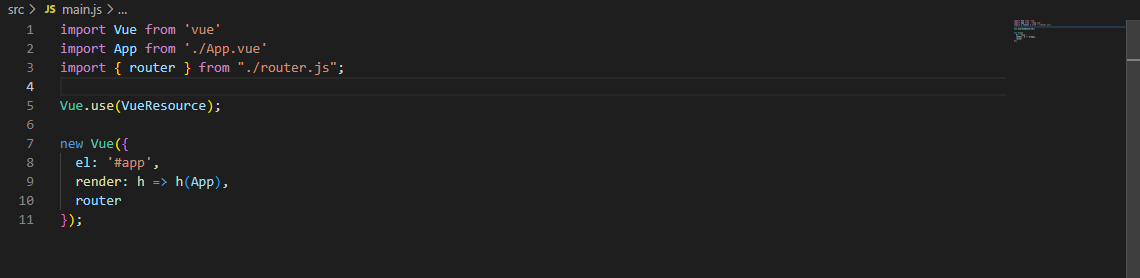 src > JS main.js > ...
1 import Vue from 'vue'
2 import App from './App.vue'
3 import { router } from "./router.js";
4
5 Vue.use(VueResource);
6
7 new Vue({
8 el: '#app',
9 render: h => h(App),
10 router
11 });